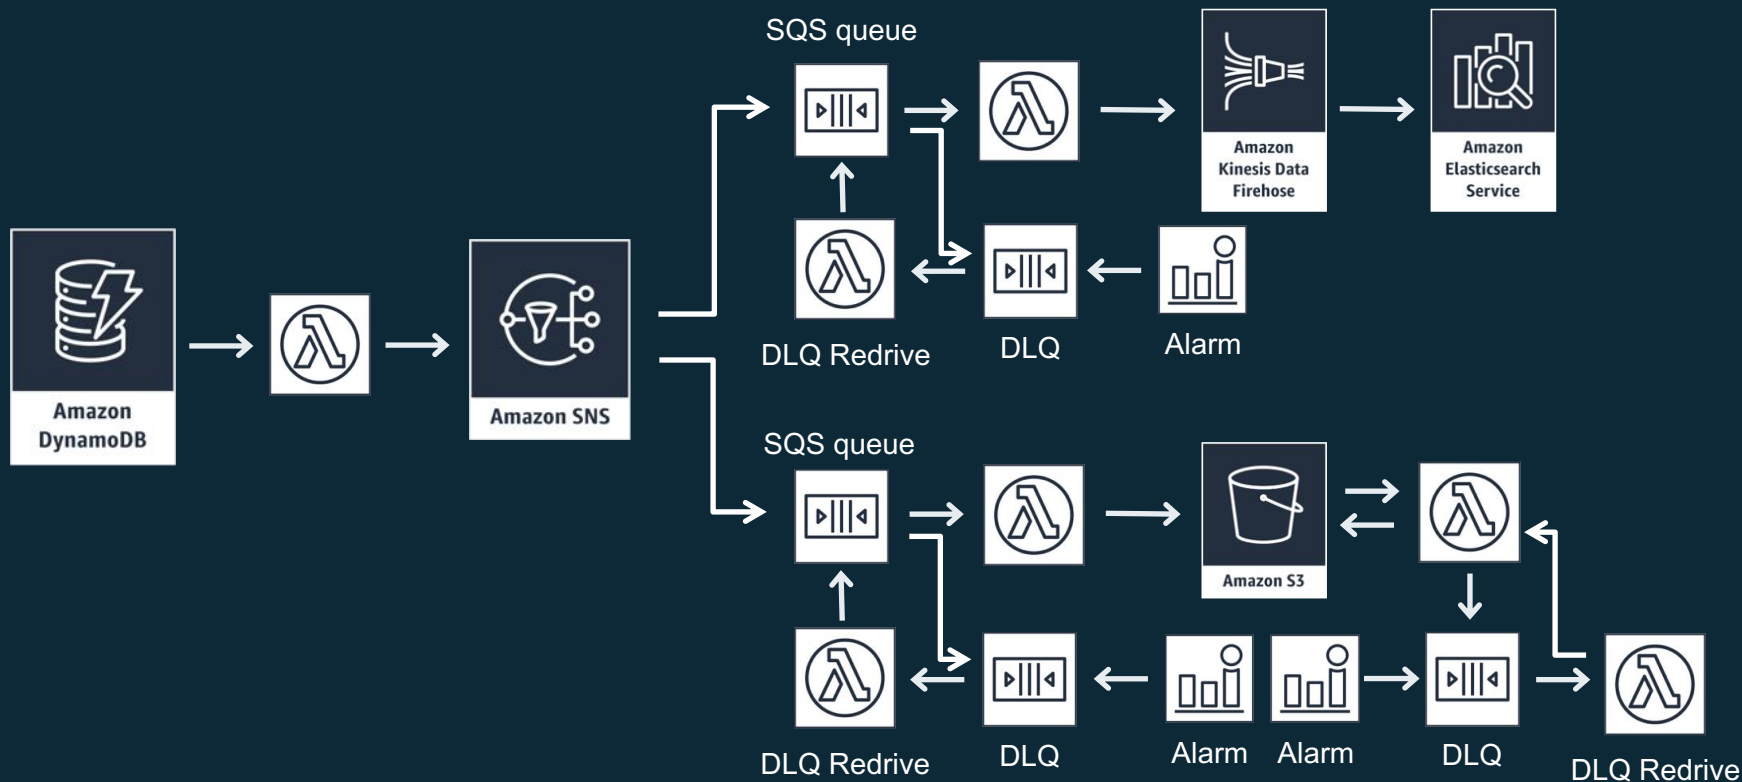 SQS queue
Amazon
Kinesis Data
Firehose
Amazon
Elasticsearch
Service
DLQ Redrive
DLQ
Alarm
Amazon
DynamoDB
Amazon SNS
SQS queue
Amazon S3
DLQ Redrive
DLQ
Alarm
Alarm
DLQ
DLQ Redrive